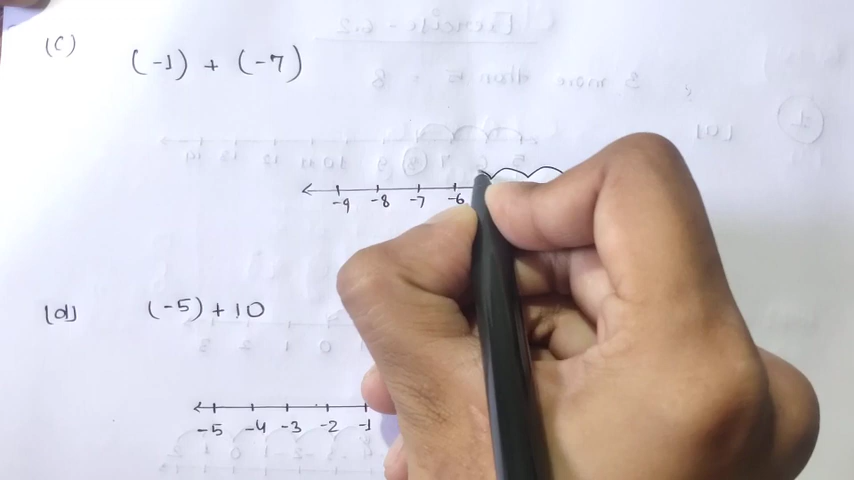 (c) (-1) + (-7)
-9 -8 -7 -6
(d) (-5) + 10
-5 -4 -3 -2 -1